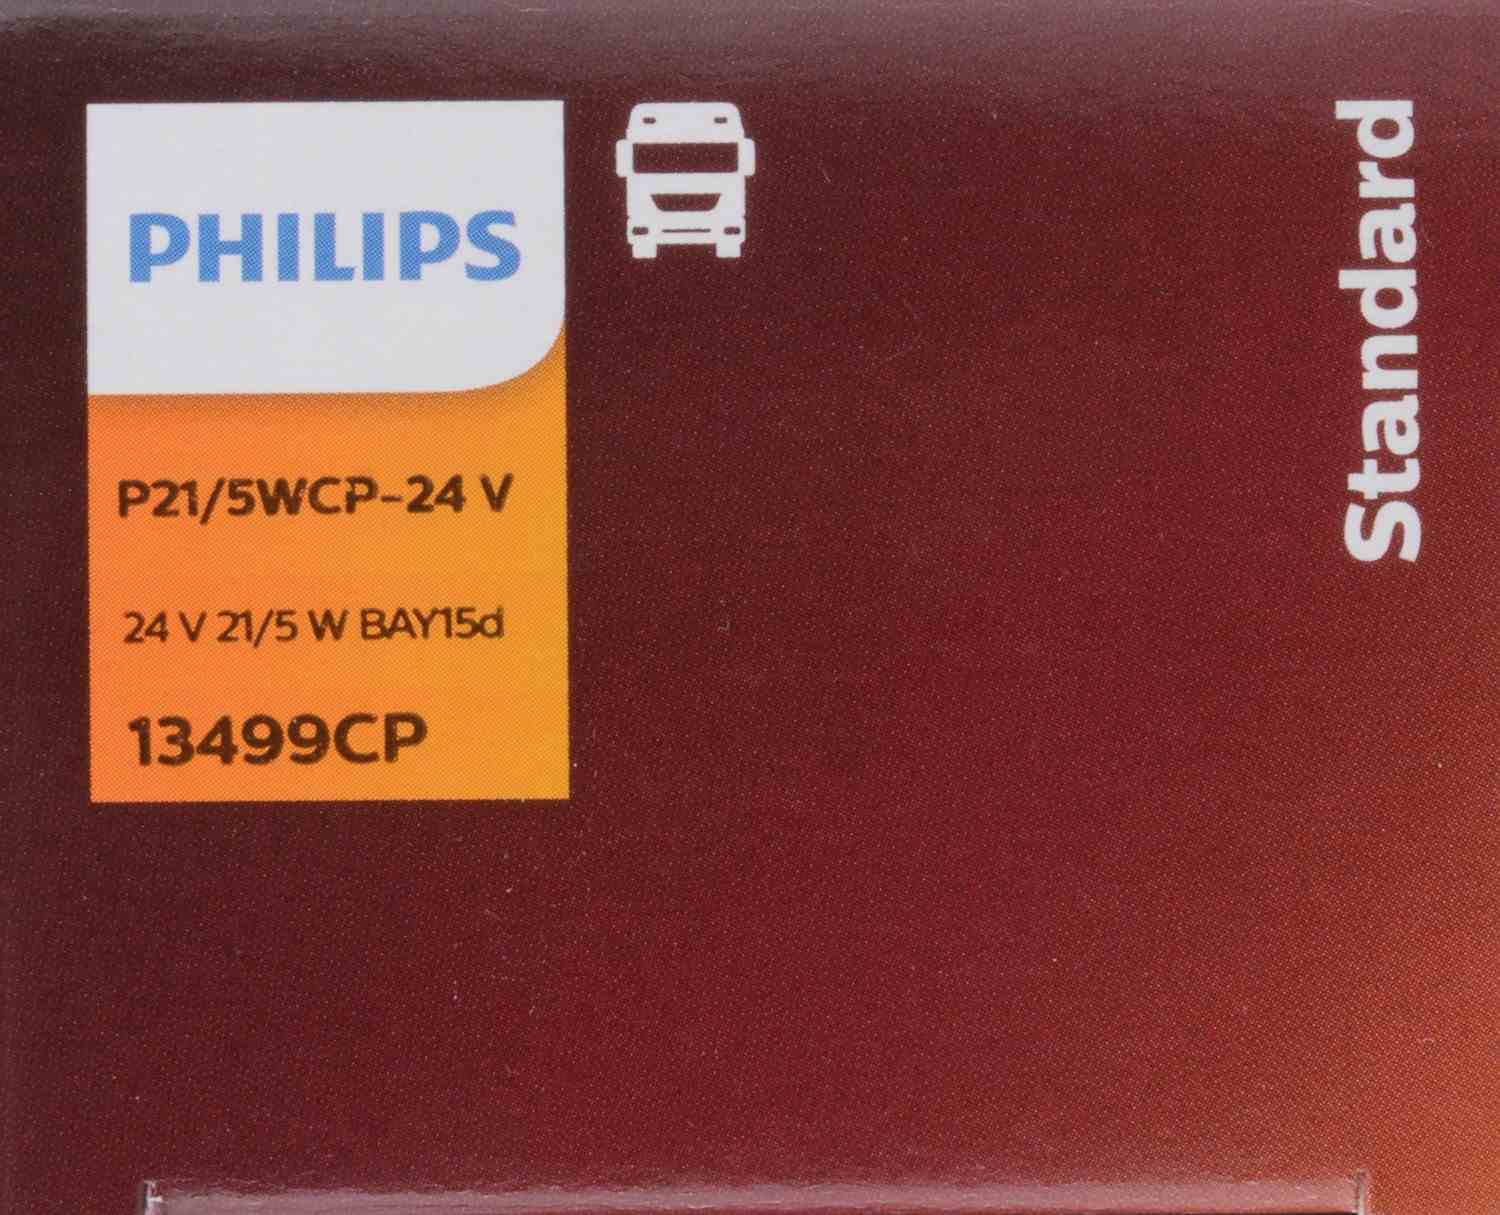 PHILIPS
P21/5WCP-24 V
24 V 21/5 W BAY15d
13499CP
Standard